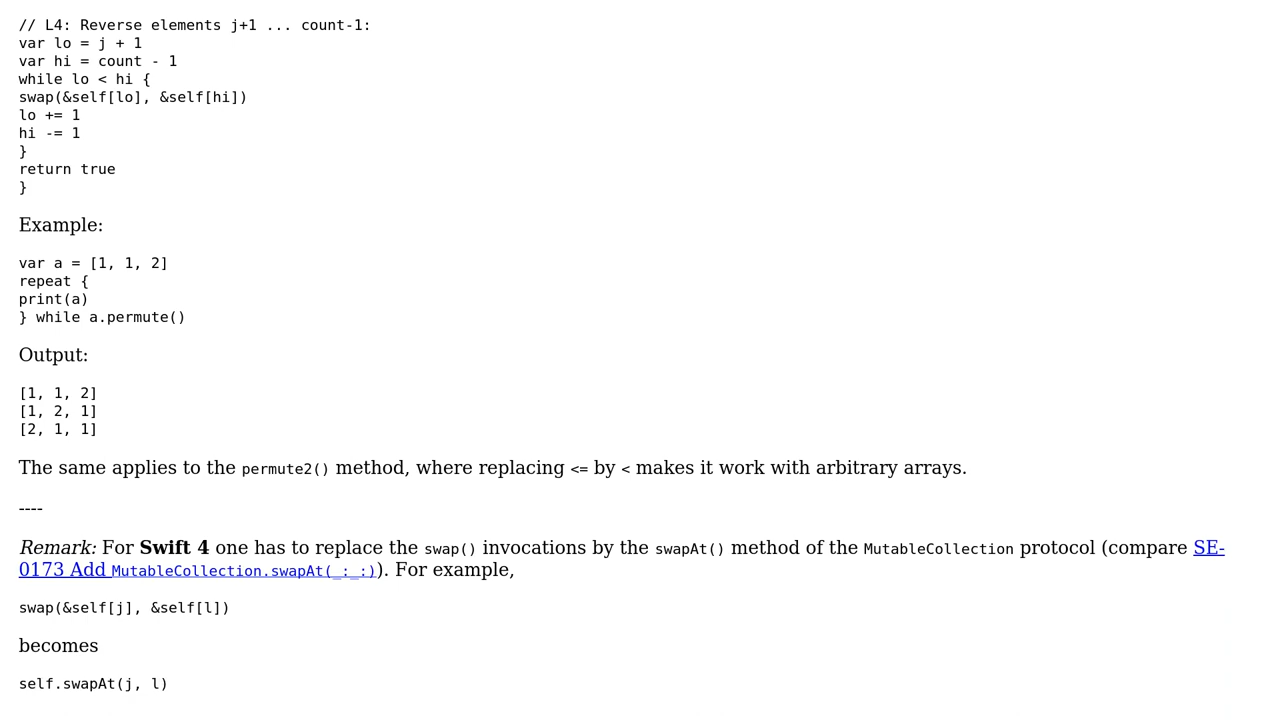 // L4: Reverse elements j+1 ... count-1:
var lo = j + 1
var hi = count - 1
while lo < hi {
swap(&self[lo], &self[hi])
lo += 1
hi -= 1
}
return true
}
Example:
var a = [1, 1, 2]
repeat {
print(a)
} while a.permute()
Output:
[1, 1, 2]
[1, 2, 1]
[2, 1, 1]
The same applies to the permute2() method, where replacing <= by < makes it work with arbitrary arrays.
----
Remark: For Swift 4 one has to replace the swap() invocations by the swapAt() method of the MutableCollection protocol (compare SE-
0173 Add MutableCollection.swapAt(_:_:)). For example,
swap(&self[j], &self[l])
becomes
self.swapAt(j, l)